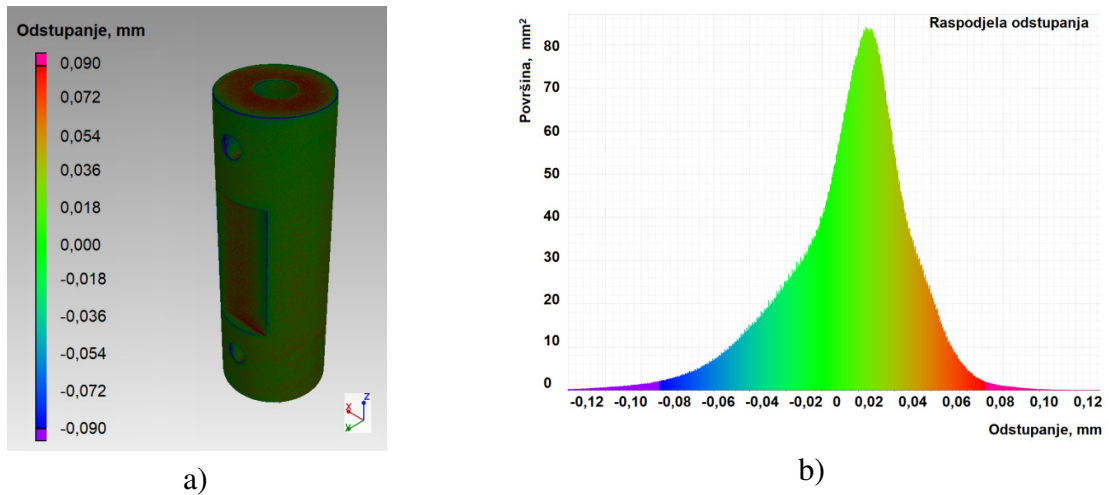 Odstupanje, mm
0,090
0,072
0,054
0,036
0,018
0,000
-0,018
-0,036
-0,054
-0,072
-0,090
Z
X
Y
a)
Raspodjela odstupanja
Površina, mm²
80
70
60
50
40
30
20
10
0
-0,12 -0,10 -0,08 -0,06 -0,04 -0,02 0 0,02 0,04 0,06 0,08 0,10 0,12
Odstupanje, mm
b)